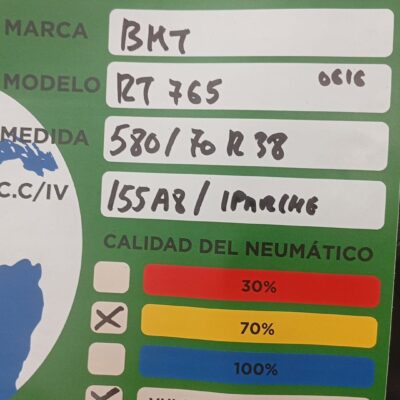 MARCA BKT
MODELO RT 765 0616
MEDIDA 580/70 R 38
C.C/IV 155A8 / 1PARCHE
CALIDAD DEL NEUMÁTICO
30%
X 70%
100%
X